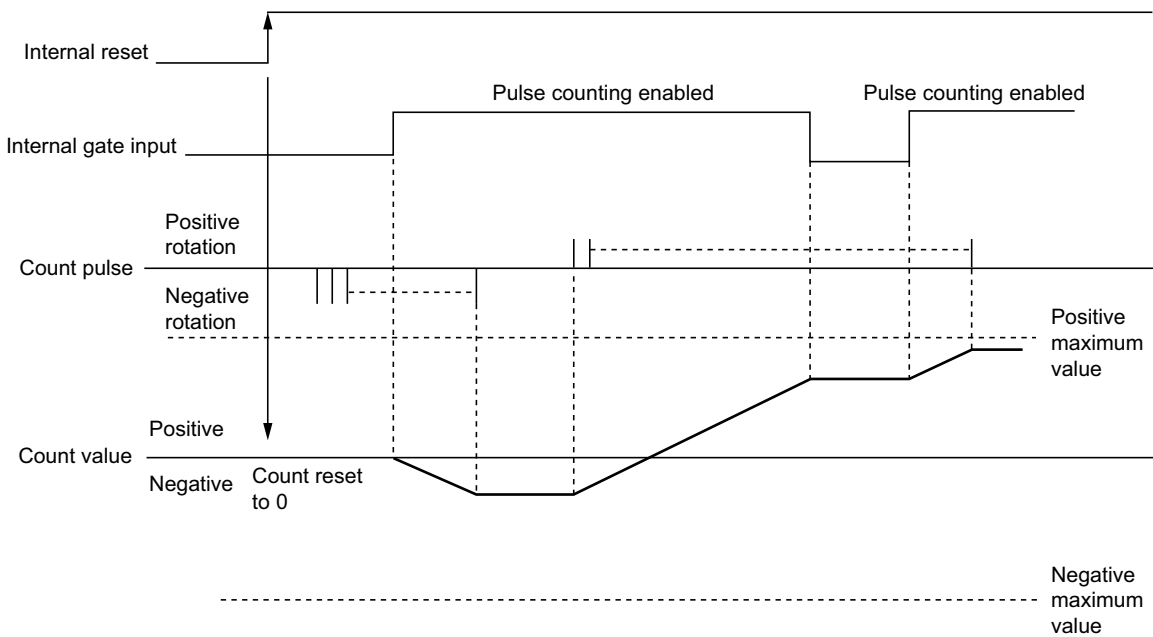 Internal reset
Pulse counting enabled
Pulse counting enabled
Internal gate input
Positive
rotation
Count pulse
Negative
rotation
Positive
maximum
value
Positive
Count value
Negative
Count reset
to 0
Negative
maximum
value